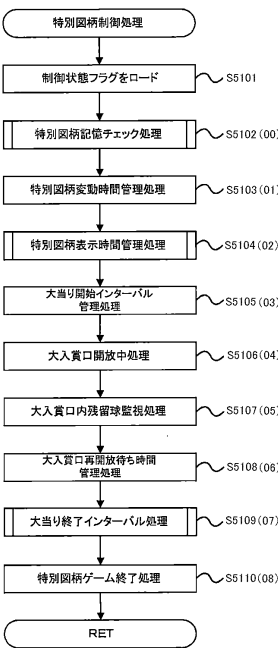 特別図柄制御処理
制御状態フラグをロード
S5101
特別図柄記憶チェック処理
S5102(00)
特別図柄変動時間管理処理
S5103(01)
特別図柄表示時間管理処理
S5104(02)
大当り開始インターバル
管理処理
S5105(03)
大入賞口開放中処理
S5106(04)
大入賞口内残留球監視処理
S5107(05)
大入賞口再開放待ち時間
管理処理
S5108(06)
大当り終了インターバル処理
S5109(07)
特別図柄ゲーム終了処理
S5110(08)
RET